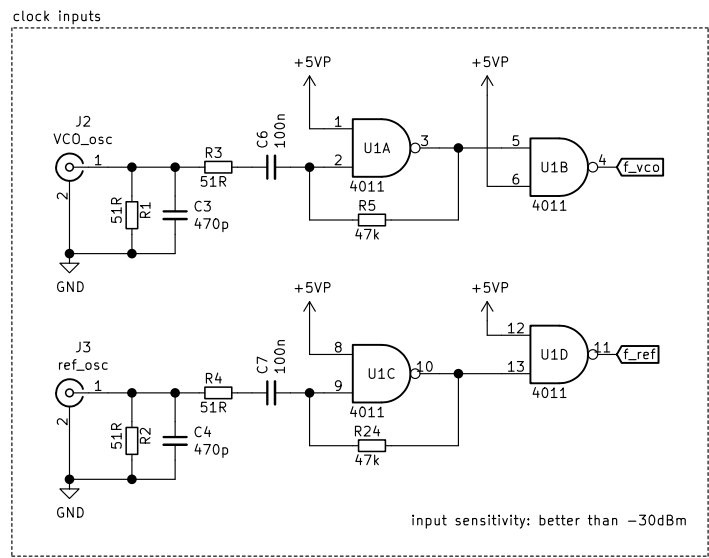 clock inputs
+5VP
+5VP
J2
VCO_osc
1
2
51R
R1
C3
470p
R3
51R
C6
100n
1
2
U1A
3
4011
R5
47k
5
6
U1B
4
4011
f_vco
GND
+5VP
+5VP
J3
ref_osc
1
2
51R
R2
C4
470p
R4
51R
C7
100n
8
9
U1C
10
4011
R24
47k
12
13
U1D
11
4011
f_ref
GND
input sensitivity: better than -30dBm